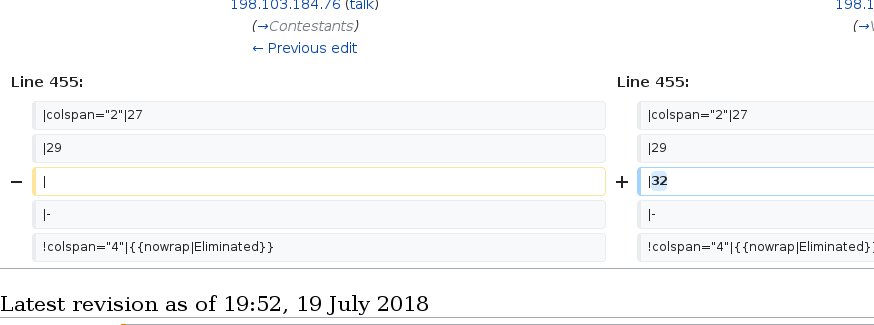 198.103.184.76 (talk)
198.1
(→Contestants)
(→
← Previous edit
Line 455:
Line 455:
|colspan="2"|27
|colspan="2"|27
|29
|29
− |
+ |32
|-
|-
!colspan="4"|{{nowrap|Eliminated}}
!colspan="4"|{{nowrap|Eliminated}
Latest revision as of 19:52, 19 July 2018